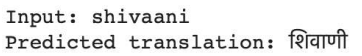 Input: shivaani
Predicted translation: शिवाणी